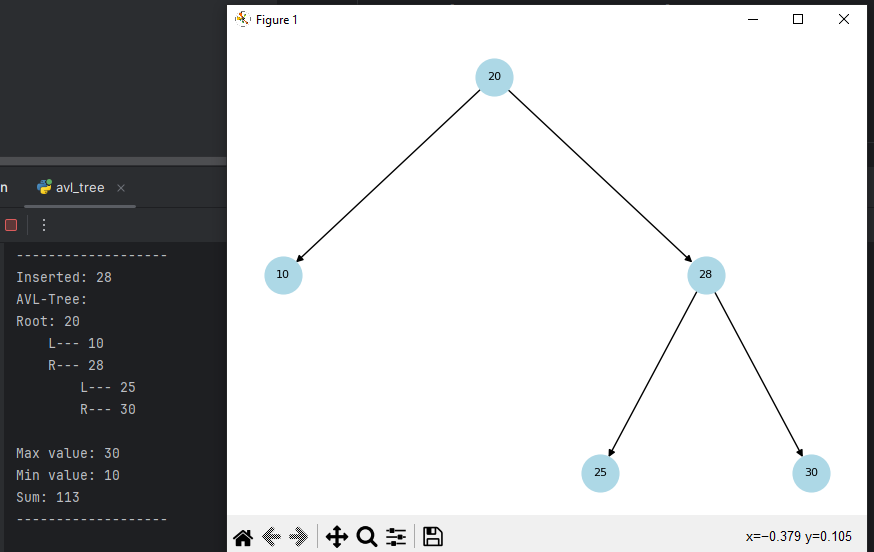 Figure 1
n
avl_tree
-------------------
Inserted: 28
AVL-Tree:
Root: 20
    L--- 10
    R--- 28
        L--- 25
        R--- 30
Max value: 30
Min value: 10
Sum: 113
-------------------
20
10
28
25
30
x=−0.379 y=0.105